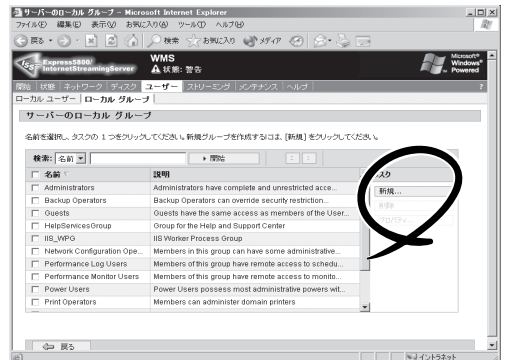 サーバーのローカル グループ - Microsoft Internet Explorer
ファイル(F) 編集(E) 表示(V) お気に入り(A) ツール(T) ヘルプ(H)
戻る 検索 お気に入り メディア
Express5800/
InternetStreamingServer
WMS
状態: 警告
Microsoft®
Windows®
Powered
開始 状態 ネットワーク ディスク ユーザー ストリーミング メンテナンス ヘルプ ?
ローカル ユーザー ローカル グループ
サーバーのローカル グループ
名前を選択し、タスクの 1つをクリックしてください。新規グループを作成するには、[新規] をクリックしてください。
検索: 名前 開始
名前 説明 スク
Administrators Administrators have complete and unrestricted acce... 新規...
Backup Operators Backup Operators can override security restriction... 削除
Guests Guests have the same access as members of the User... プロパティ...
HelpServicesGroup Group for the Help and Support Center
IIS_WPG IIS Worker Process Group
Network Configuration Ope... Members in this group can have some administrative...
Performance Log Users Members of this group have remote access to schedu...
Performance Monitor Users Members of this group have remote access to monito...
Power Users Power Users possess most administrative powers wit...
Print Operators Members can administer domain printers
戻る
イントラネット